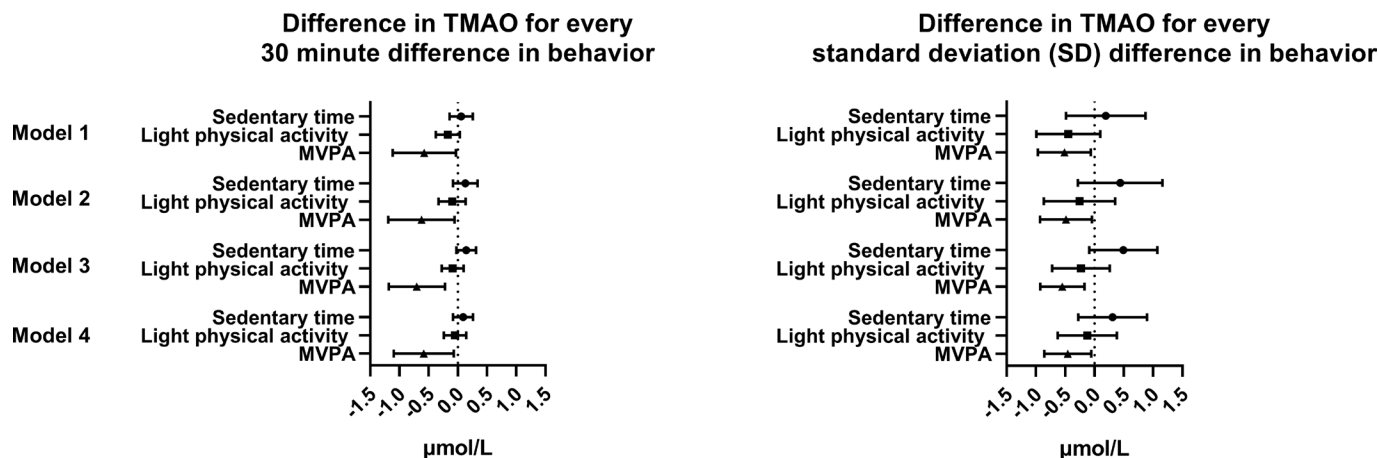 Difference in TMAO for every
30 minute difference in behavior
Model 1
Sedentary time
Light physical activity
MVPA
Model 2
Sedentary time
Light physical activity
MVPA
Model 3
Sedentary time
Light physical activity
MVPA
Model 4
Sedentary time
Light physical activity
MVPA
-1.5 -1.0 -0.5 0.0 0.5 1.0 1.5
µmol/L
Difference in TMAO for every
standard deviation (SD) difference in behavior
Sedentary time
Light physical activity
MVPA
Sedentary time
Light physical activity
MVPA
Sedentary time
Light physical activity
MVPA
Sedentary time
Light physical activity
MVPA
-1.5 -1.0 -0.5 0.0 0.5 1.0 1.5
µmol/L